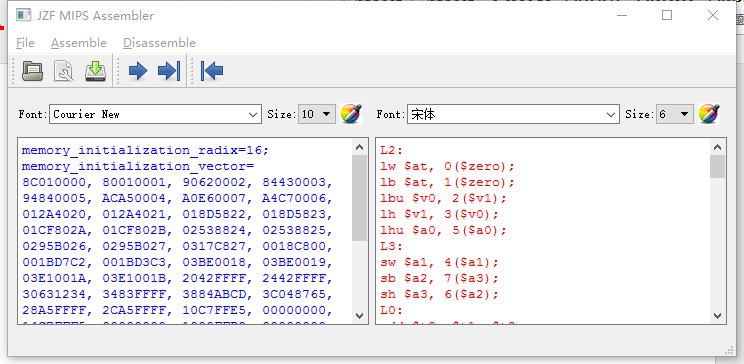 JZF MIPS Assembler
File Assemble Disassemble
Font: Courier New Size: 10 Font: 宋体 Size: 6
memory_initialization_radix=16;
memory_initialization_vector=
8C010000, 80010001, 90620002, 84430003,
94840005, ACA50004, A0E60007, A4C70006,
012A4020, 012A4021, 018D5822, 018D5823,
01CF802A, 01CF802B, 02538824, 02538825,
0295B026, 0295B027, 0317C827, 0018C800,
001BD7C2, 001BD3C3, 03BE0018, 03BE0019,
03E1001A, 03E1001B, 2042FFFF, 2442FFFF,
30631234, 3483FFFF, 3884ABCD, 3C048765,
28A5FFFF, 2CA5FFFF, 10C7FFE5, 00000000,
L2:
lw $at, 0($zero);
lb $at, 1($zero);
lbu $v0, 2($v1);
lh $v1, 3($v0);
lhu $a0, 5($a0);
L3:
sw $a1, 4($a1);
sb $a2, 7($a3);
sh $a3, 6($a2);
L0: